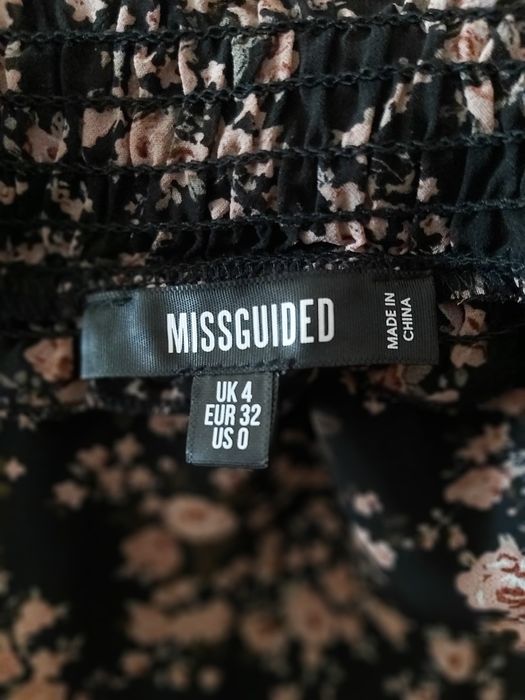 MISSGUIDED
MADE IN
CHINA
UK 4
EUR 32
US 0